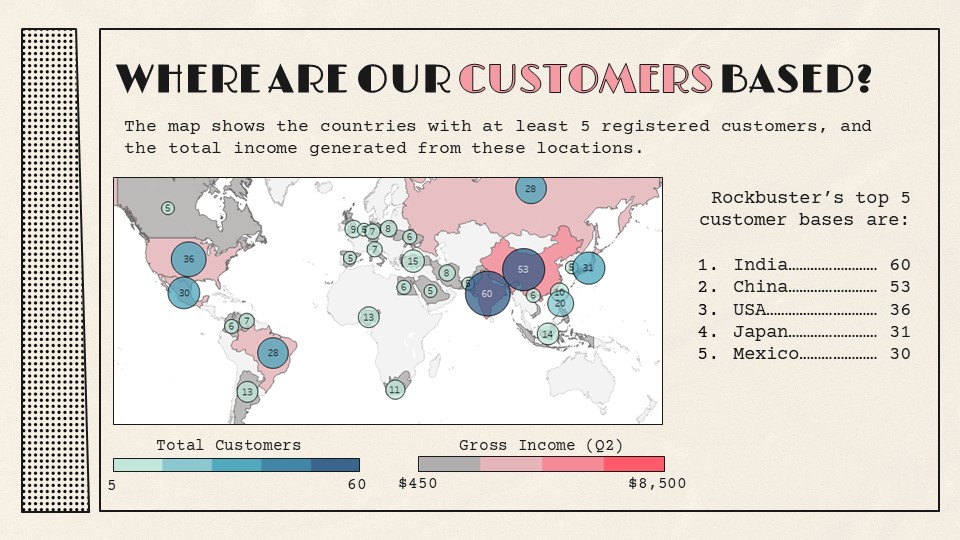 WHERE ARE OUR CUSTOMERS BASED?
The map shows the countries with at least 5 registered customers, and
the total income generated from these locations.
Rockbuster’s top 5
customer bases are:
1. India………………… 60
2. China………………… 53
3. USA……………………… 36
4. Japan………………… 31
5. Mexico……………… 30
28
5
9
5
7
8
6
7
5
15
8
6
5
5
36
30
53
60
5
31
10
20
6
13
6
7
14
28
13
11
Total Customers
5 60
Gross Income (Q2)
$450 $8,500